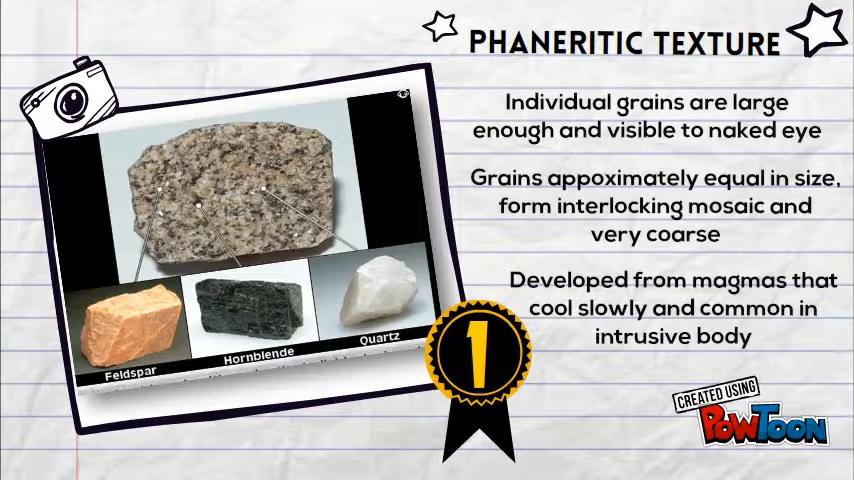 PHANERITIC TEXTURE
Individual grains are large
enough and visible to naked eye
Grains appoximately equal in size,
form interlocking mosaic and
very coarse
Developed from magmas that
cool slowly and common in
intrusive body
Feldspar
Hornblende
Quartz
1
CREATED USING
POWTOON